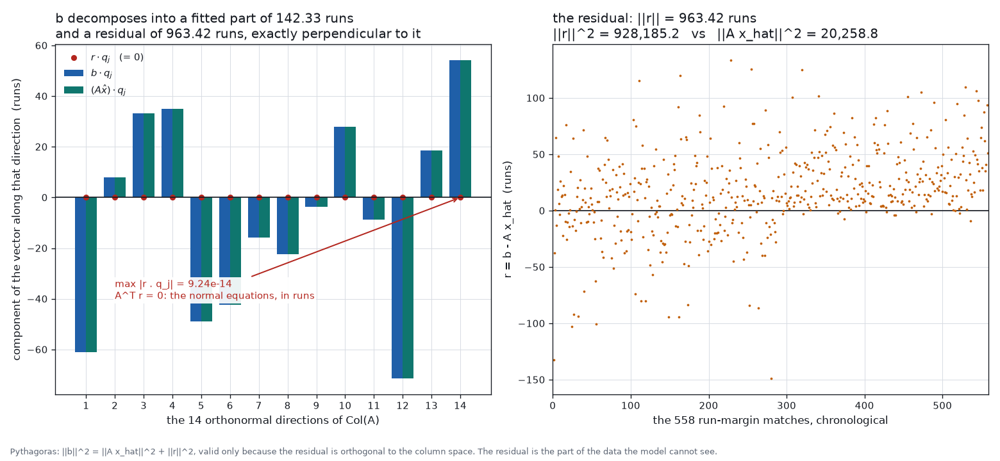 b decomposes into a fitted part of 142.33 runs
and a residual of 963.42 runs, exactly perpendicular to it
component of the vector along that direction (runs)
60
40
20
0
−20
−40
−60
r · qⱼ (= 0)
b · qⱼ
(Ax̂) · qⱼ
max |r . q_j| = 9.24e-14
A^T r = 0: the normal equations, in runs
1 2 3 4 5 6 7 8 9 10 11 12 13 14
the 14 orthonormal directions of Col(A)
the residual: ||r|| = 963.42 runs
||r||^2 = 928,185.2 vs ||A x_hat||^2 = 20,258.8
r = b - A x_hat (runs)
100
50
0
−50
−100
−150
0 100 200 300 400 500
the 558 run-margin matches, chronological
Pythagoras: ||b||^2 = ||A x_hat||^2 + ||r||^2, valid only because the residual is orthogonal to the column space. The residual is the part of the data the model cannot see.